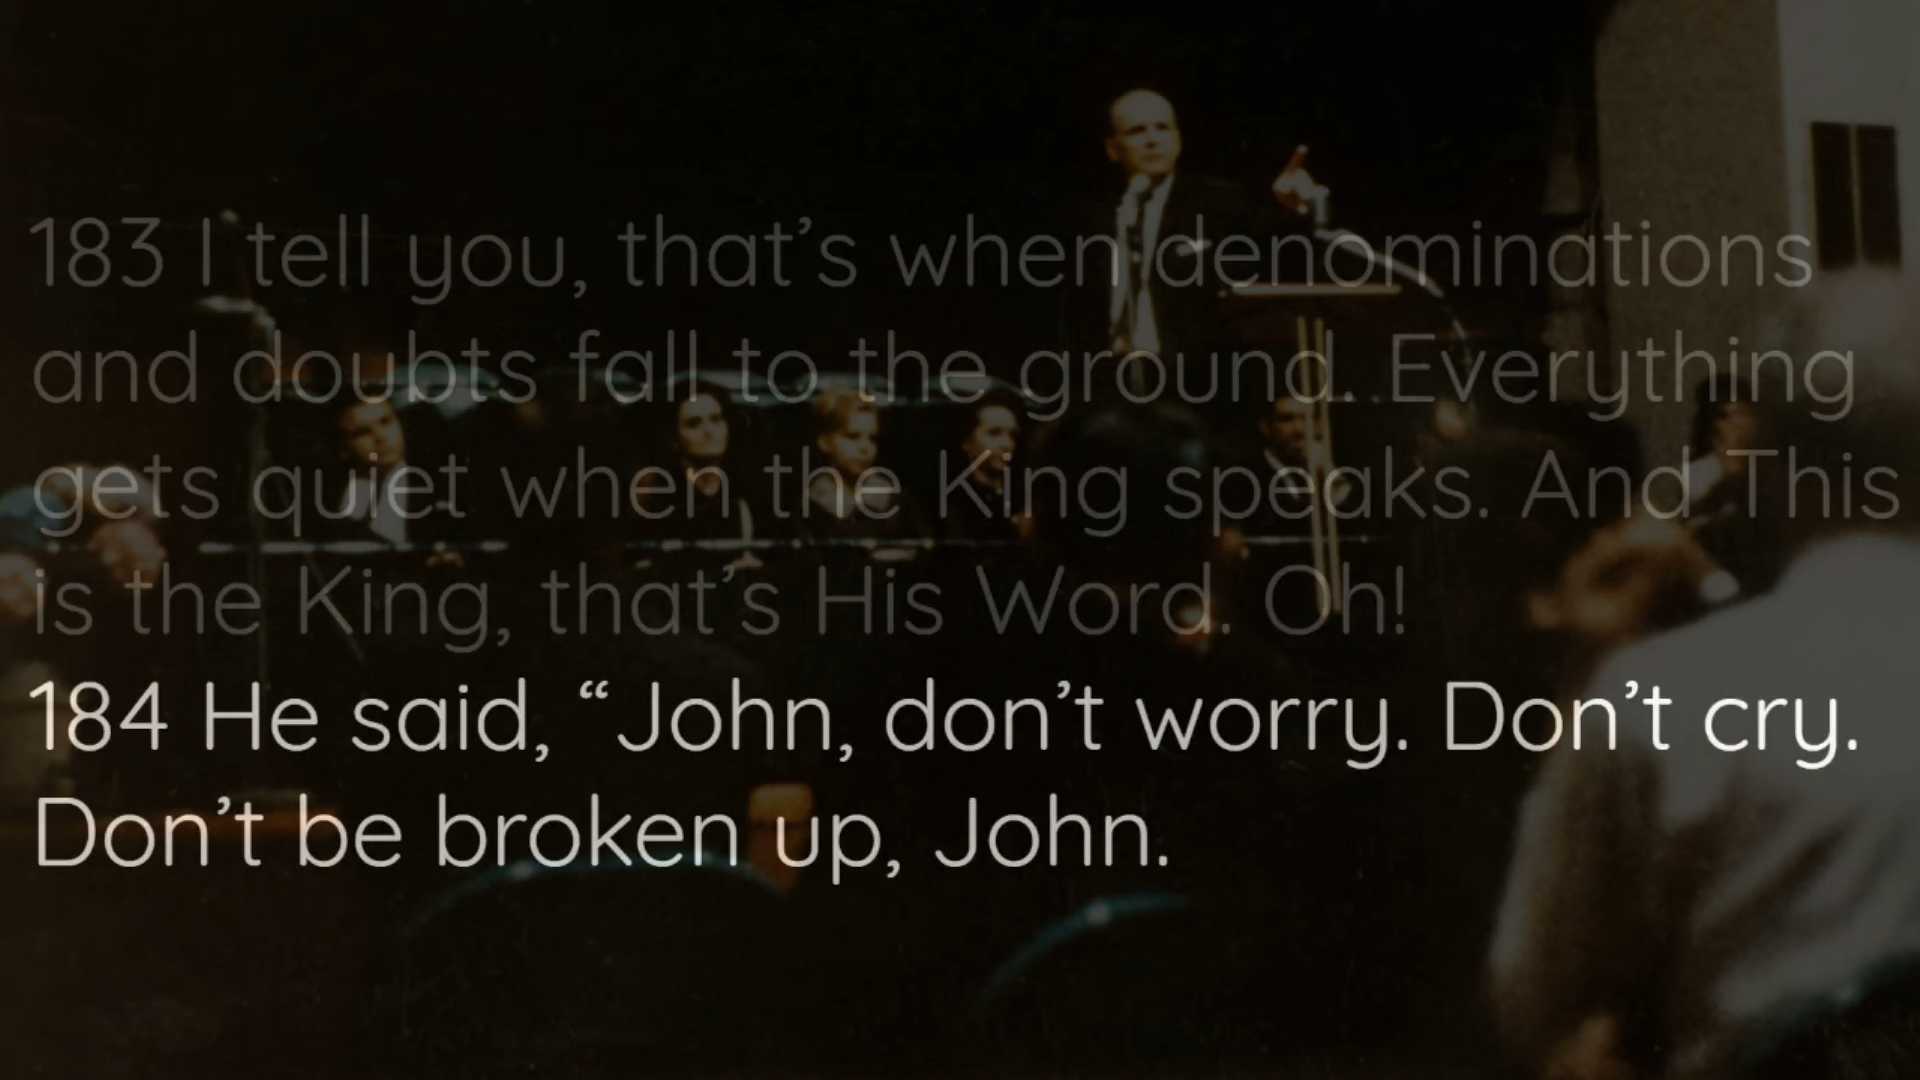 183 I tell you, that’s when denominations
and doubts fall to the ground. Everything
gets quiet when the King speaks. And This
is the King, that’s His Word. Oh!
184 He said, “John, don’t worry. Don’t cry.
Don’t be broken up, John.